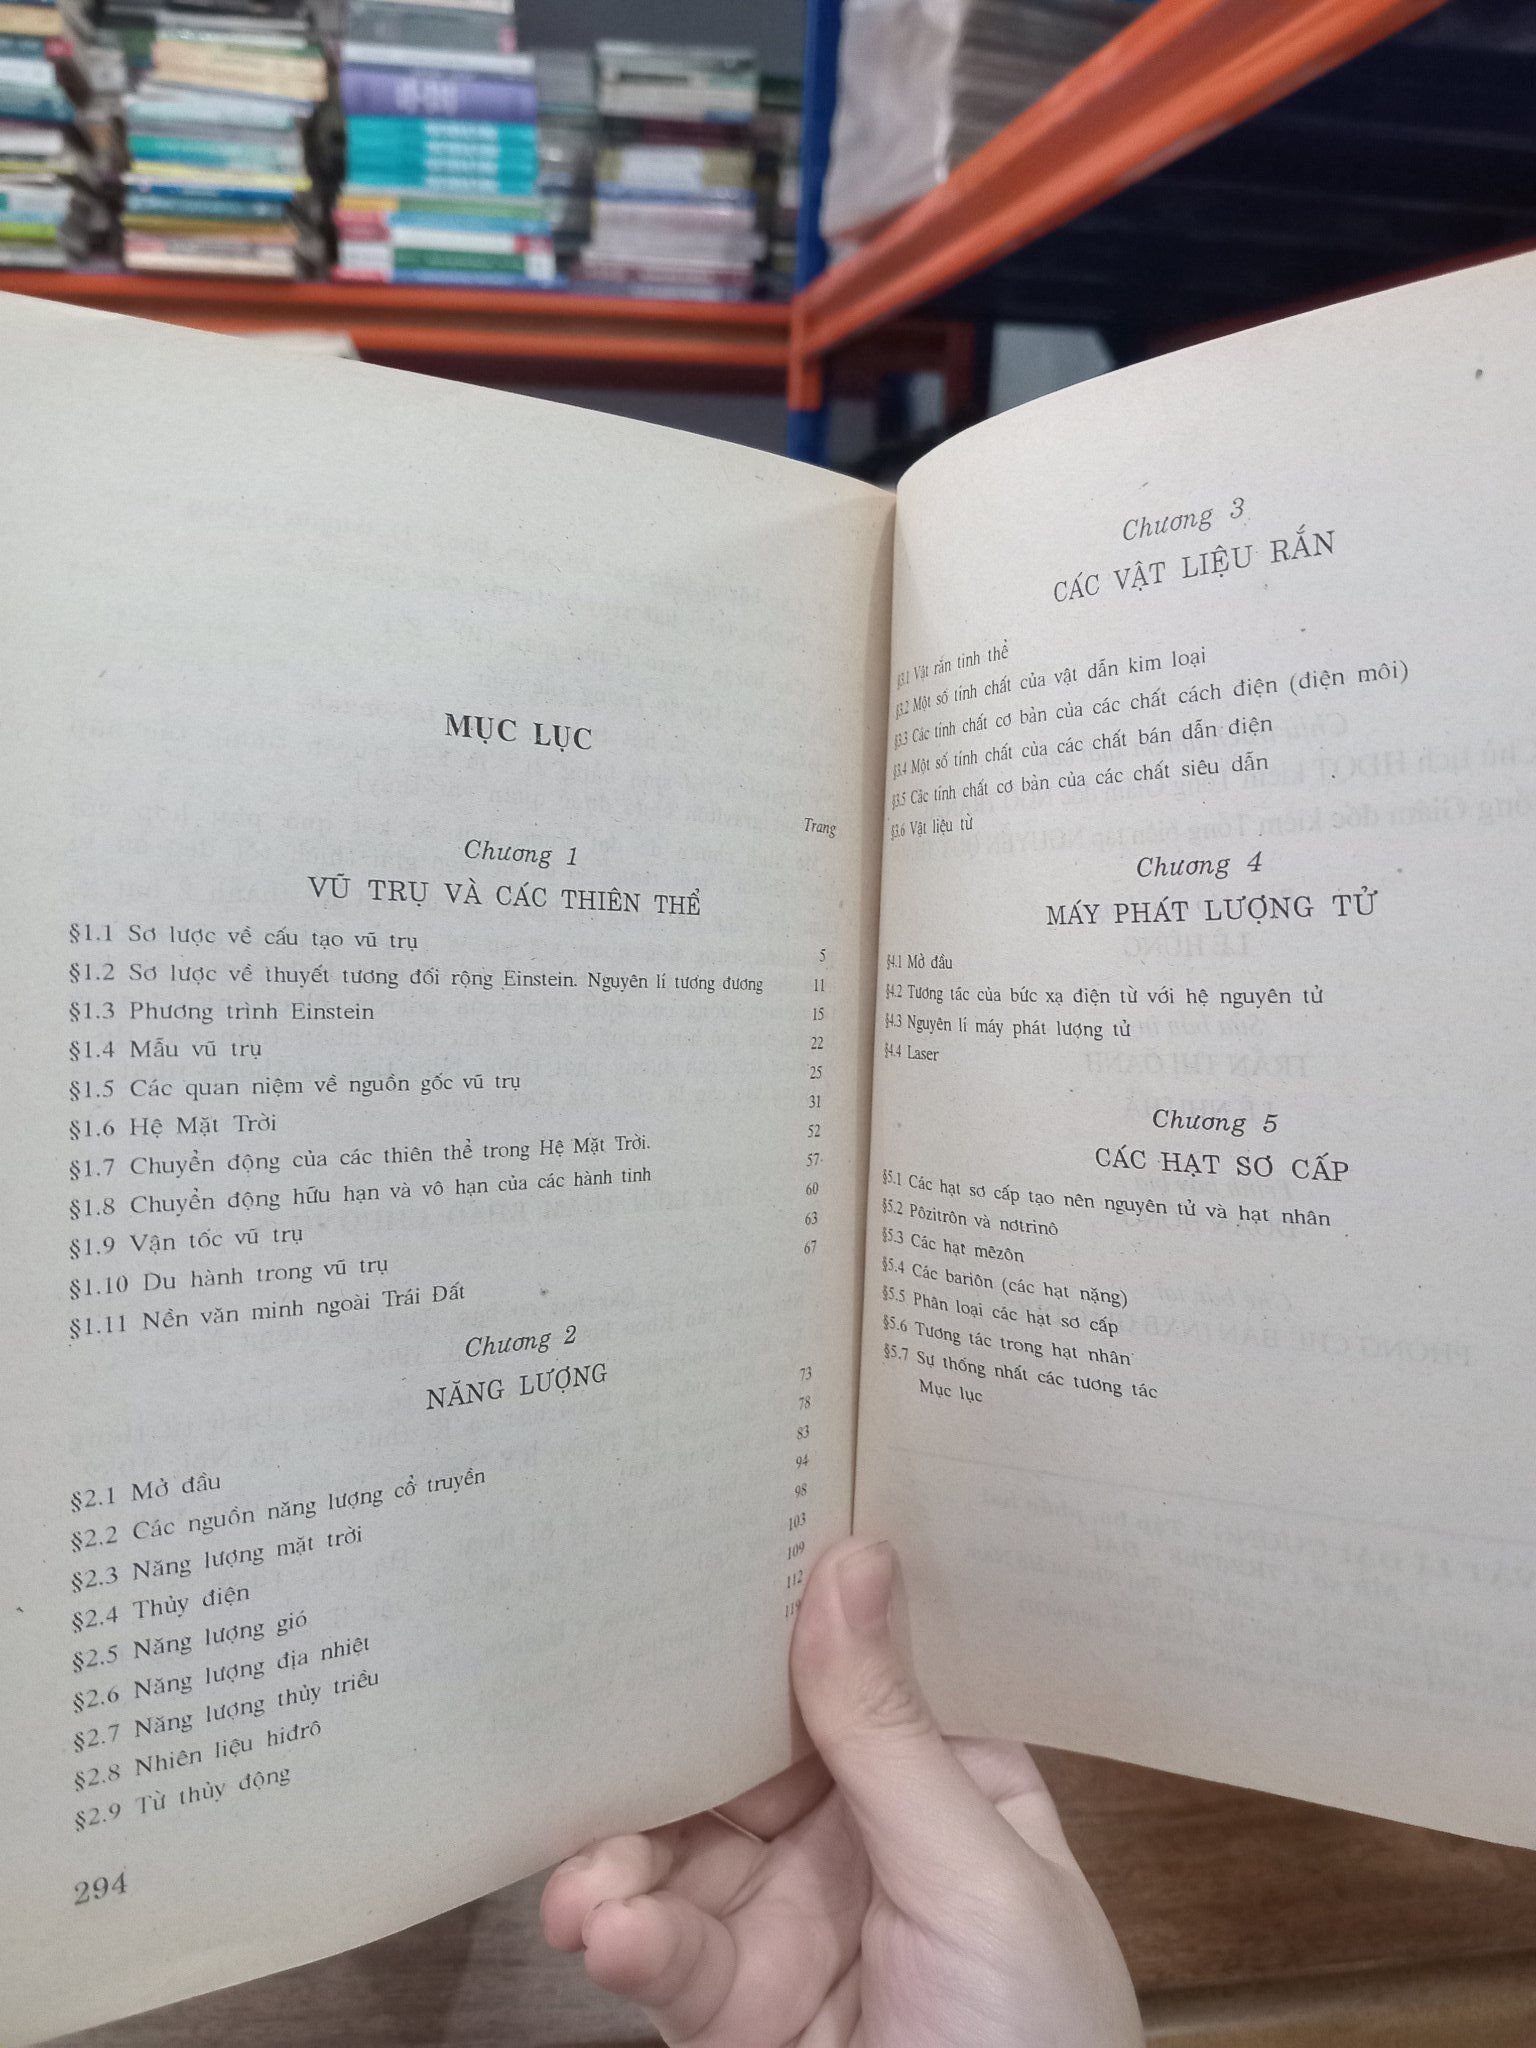 MỤC LỤC
Trang
Chương 1
VŨ TRỤ VÀ CÁC THIÊN THỂ
§1.1 Sơ lược về cấu tạo vũ trụ 5
§1.2 Sơ lược về thuyết tương đối rộng Einstein. Nguyên lí tương đương 11
§1.3 Phương trình Einstein 15
§1.4 Mẫu vũ trụ 22
§1.5 Các quan niệm về nguồn gốc vũ trụ 25
§1.6 Hệ Mặt Trời 31
§1.7 Chuyển động của các thiên thể trong Hệ Mặt Trời. 52
§1.8 Chuyển động hữu hạn và vô hạn của các hành tinh 57
§1.9 Vận tốc vũ trụ 60
§1.10 Du hành trong vũ trụ 63
§1.11 Nền văn minh ngoài Trái Đất 67
Chương 2
NĂNG LƯỢNG
§2.1 Mở đầu 73
§2.2 Các nguồn năng lượng cổ truyền 78
§2.3 Năng lượng mặt trời 83
§2.4 Thủy điện 94
§2.5 Năng lượng gió 98
§2.6 Năng lượng địa nhiệt 103
§2.7 Năng lượng thủy triều 109
§2.8 Nhiên liệu hiđrô 112
§2.9 Từ thủy động 119
294
Chương 3
CÁC VẬT LIỆU RẮN
§3.1 Vật rắn tinh thể
§3.2 Một số tính chất của vật dẫn kim loại
§3.3 Các tính chất cơ bản của các chất cách điện (điện môi)
§3.4 Một số tính chất của các chất bán dẫn điện
§3.5 Các tính chất cơ bản của các chất siêu dẫn
§3.6 Vật liệu từ
Chương 4
MÁY PHÁT LƯỢNG TỬ
§4.1 Mở đầu
§4.2 Tương tác của bức xạ điện từ với hệ nguyên tử
§4.3 Nguyên lí máy phát lượng tử
§4.4 Laser
Chương 5
CÁC HẠT SƠ CẤP
§5.1 Các hạt sơ cấp tạo nên nguyên tử và hạt nhân
§5.2 Pôzitrôn và nơtrinô
§5.3 Các hạt mêzôn
§5.4 Các bariôn (các hạt nặng)
§5.5 Phân loại các hạt sơ cấp
§5.6 Tương tác trong hạt nhân
§5.7 Sự thống nhất các tương tác
Mục lục